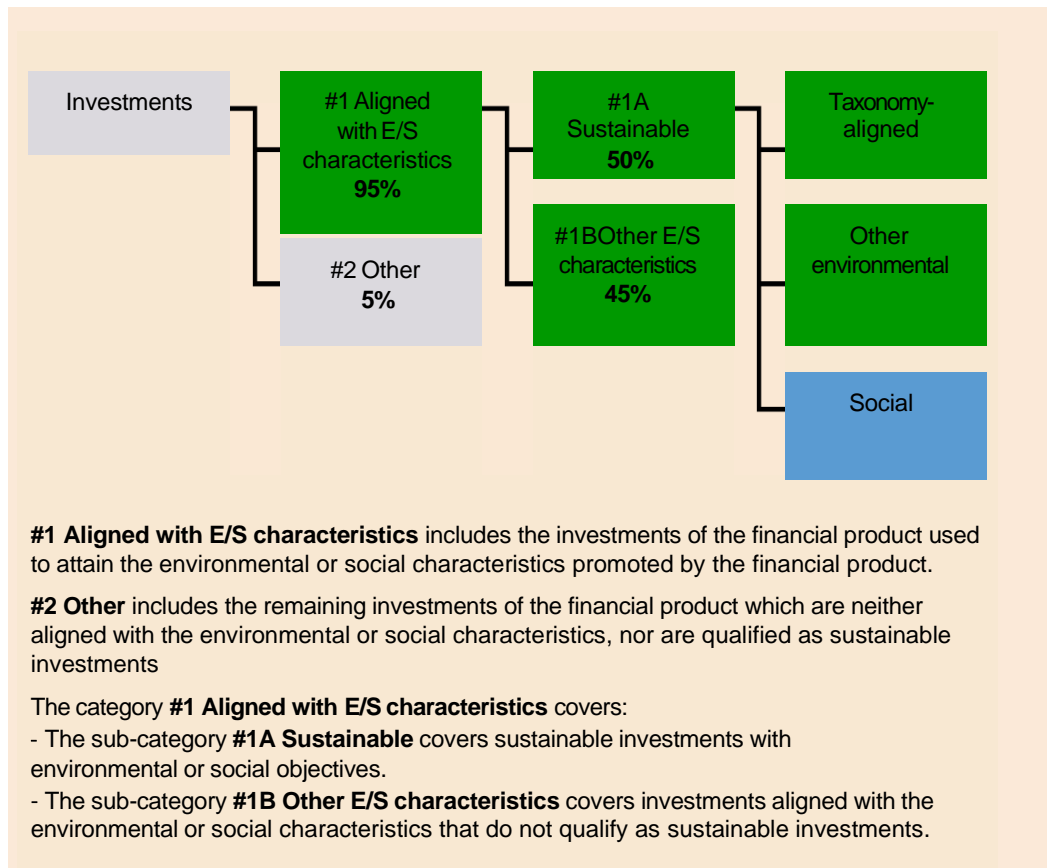 Investments
#1 Aligned
with E/S
characteristics
95%
#2 Other
5%
#1A
Sustainable
50%
#1BOther E/S
characteristics
45%
Taxonomy-
aligned
Other
environmental
Social
#1 Aligned with E/S characteristics includes the investments of the financial product used
to attain the environmental or social characteristics promoted by the financial product.
#2 Other includes the remaining investments of the financial product which are neither
aligned with the environmental or social characteristics, nor are qualified as sustainable
investments
The category #1 Aligned with E/S characteristics covers:
- The sub-category #1A Sustainable covers sustainable investments with
environmental or social objectives.
- The sub-category #1B Other E/S characteristics covers investments aligned with the
environmental or social characteristics that do not qualify as sustainable investments.